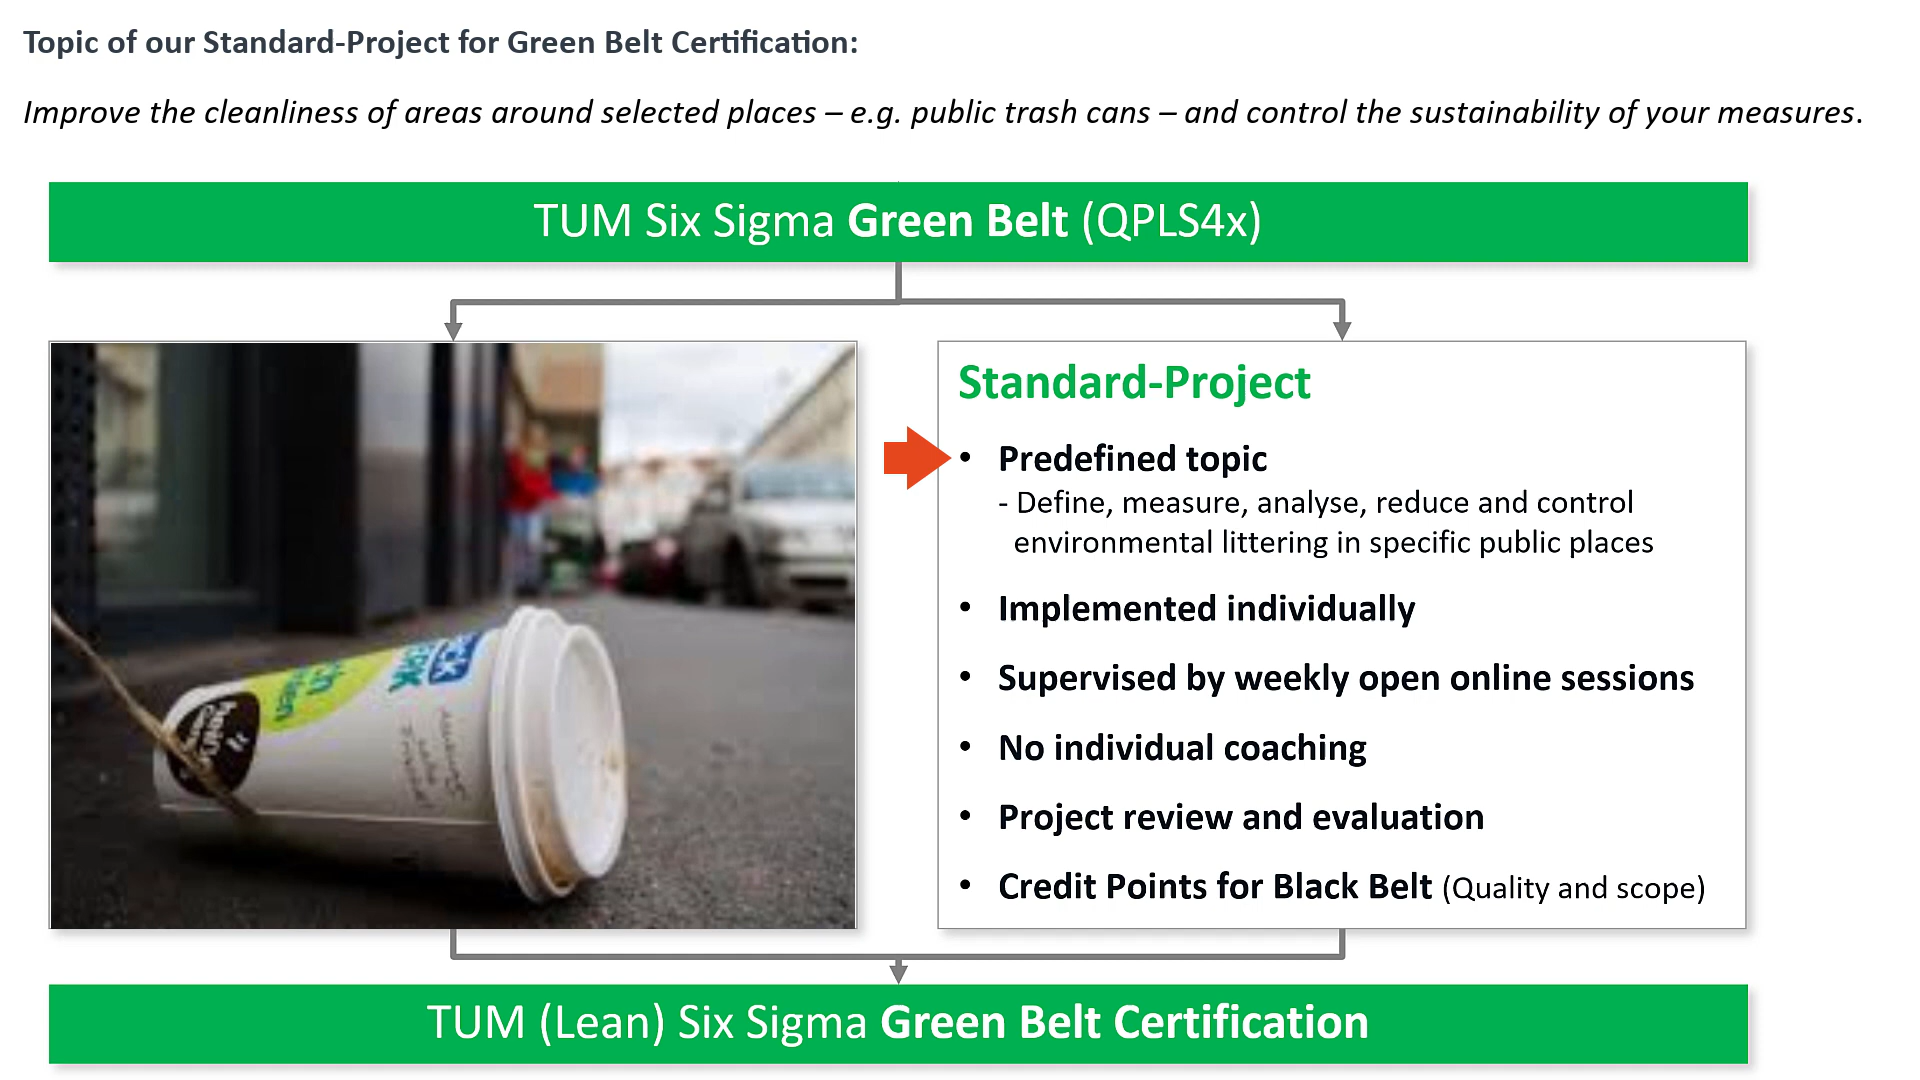 Topic of our Standard-Project for Green Belt Certification:
Improve the cleanliness of areas around selected places – e.g. public trash cans – and control the sustainability of your measures.
TUM Six Sigma Green Belt (QPLS4x)
Standard-Project
• Predefined topic
- Define, measure, analyse, reduce and control
environmental littering in specific public places
• Implemented individually
• Supervised by weekly open online sessions
• No individual coaching
• Project review and evaluation
• Credit Points for Black Belt (Quality and scope)
TUM (Lean) Six Sigma Green Belt Certification